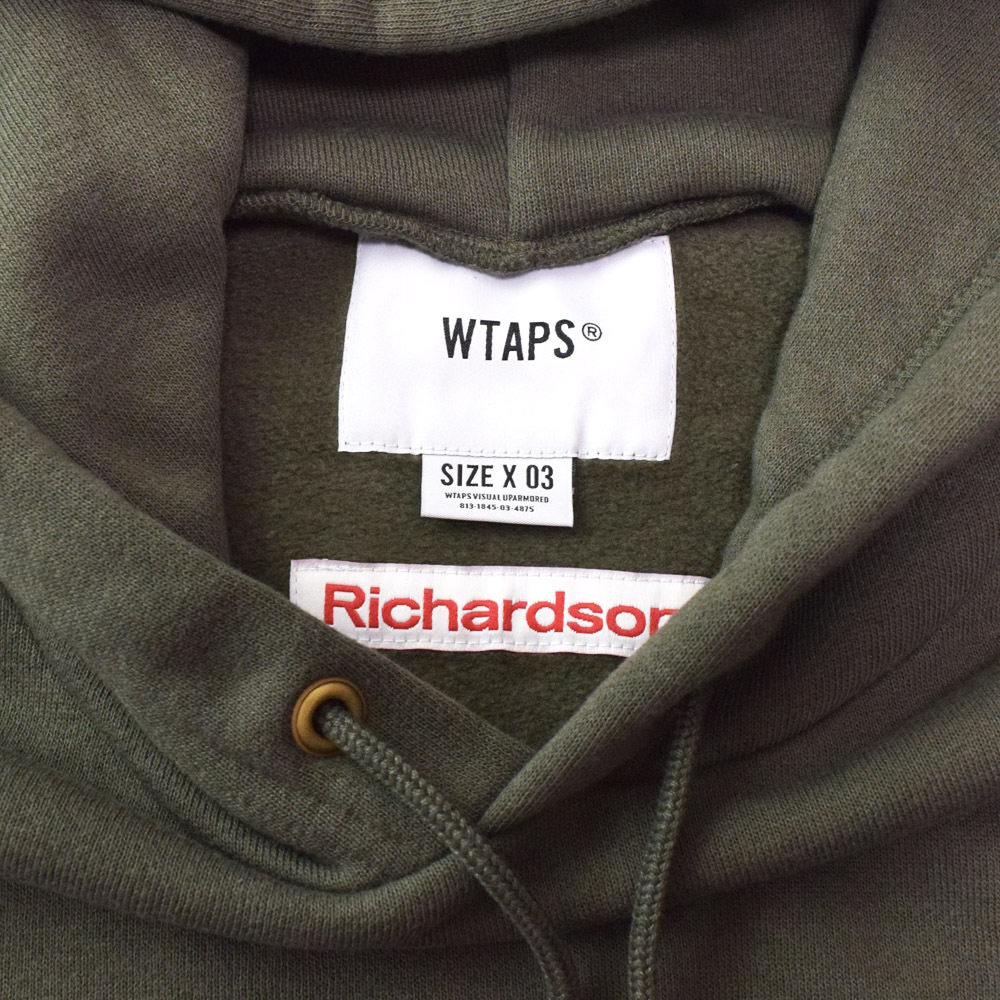 WTAPS®
SIZE X 03
WTAPS VISUAL UPARMORED
813-1845-03-4875
Richardson